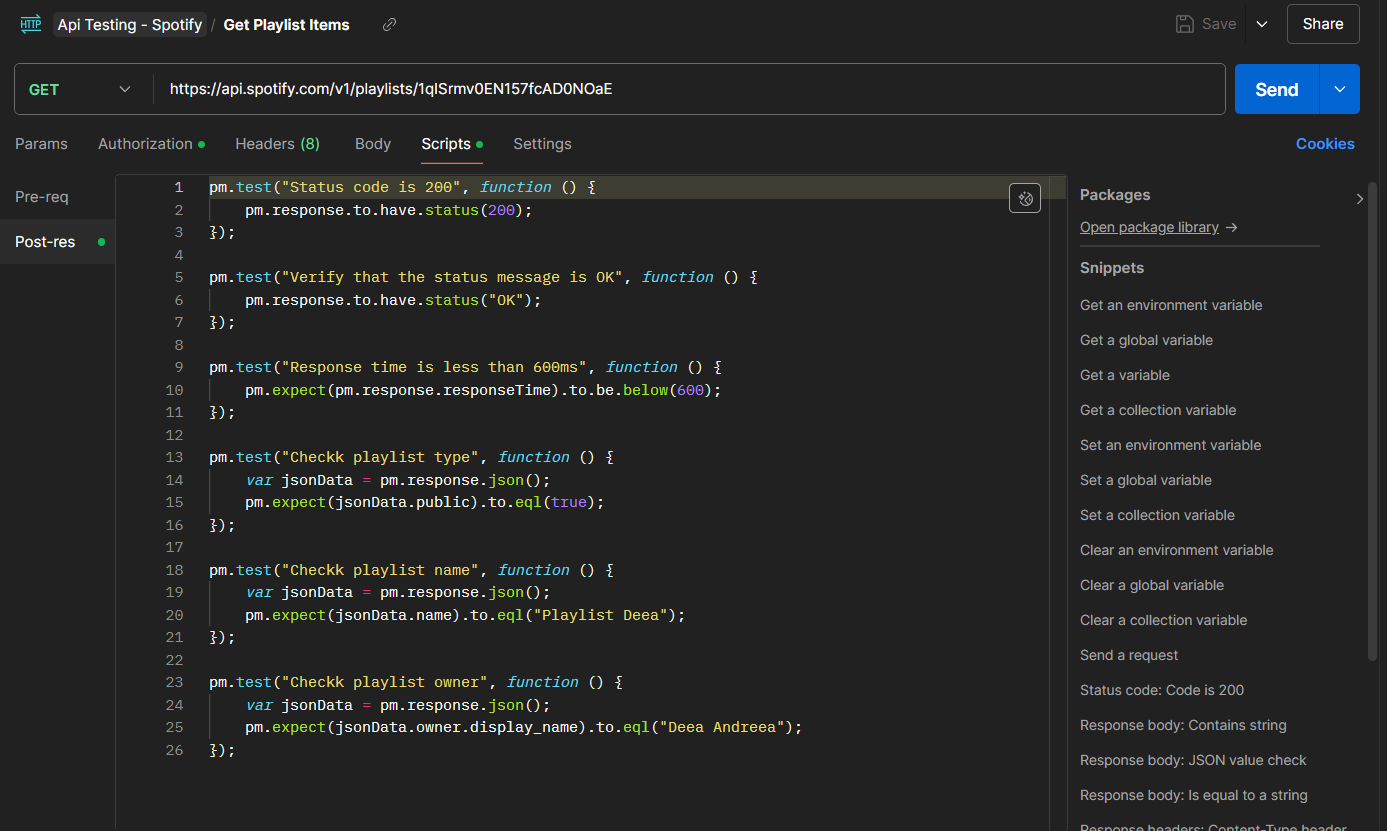 HTTP Api Testing - Spotify / Get Playlist Items Save Share
GET https://api.spotify.com/v1/playlists/1qlSrmv0EN157fcAD0NOaE Send
Params Authorization Headers (8) Body Scripts Settings Cookies
Pre-req
Post-res
1 pm.test("Status code is 200", function () {
2 pm.response.to.have.status(200);
3 });
4
5 pm.test("Verify that the status message is OK", function () {
6 pm.response.to.have.status("OK");
7 });
8
9 pm.test("Response time is less than 600ms", function () {
10 pm.expect(pm.response.responseTime).to.be.below(600);
11 });
12
13 pm.test("Checkk playlist type", function () {
14 var jsonData = pm.response.json();
15 pm.expect(jsonData.public).to.eql(true);
16 });
17
18 pm.test("Checkk playlist name", function () {
19 var jsonData = pm.response.json();
20 pm.expect(jsonData.name).to.eql("Playlist Deea");
21 });
22
23 pm.test("Checkk playlist owner", function () {
24 var jsonData = pm.response.json();
25 pm.expect(jsonData.owner.display_name).to.eql("Deea Andreea");
26 });
Packages
Open package library →
Snippets
Get an environment variable
Get a global variable
Get a variable
Get a collection variable
Set an environment variable
Set a global variable
Set a collection variable
Clear an environment variable
Clear a global variable
Clear a collection variable
Send a request
Status code: Code is 200
Response body: Contains string
Response body: JSON value check
Response body: Is equal to a string
Response headers: Content-Type header